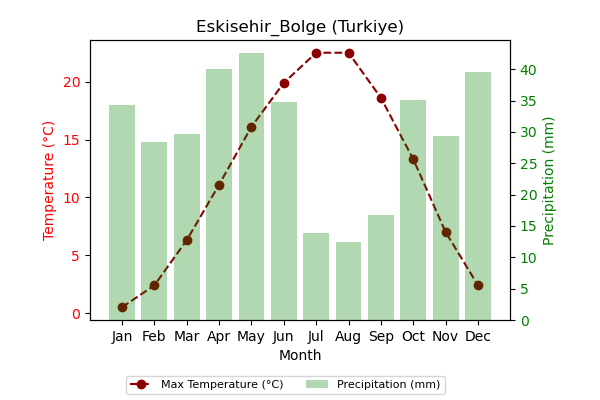 Eskisehir_Bolge (Turkiye)
Temperature (°C)
20
15
10
5
0
40
35
30
25
20
15
10
5
0
Precipitation (mm)
Jan Feb Mar Apr May Jun Jul Aug Sep Oct Nov Dec
Month
Max Temperature (°C) Precipitation (mm)